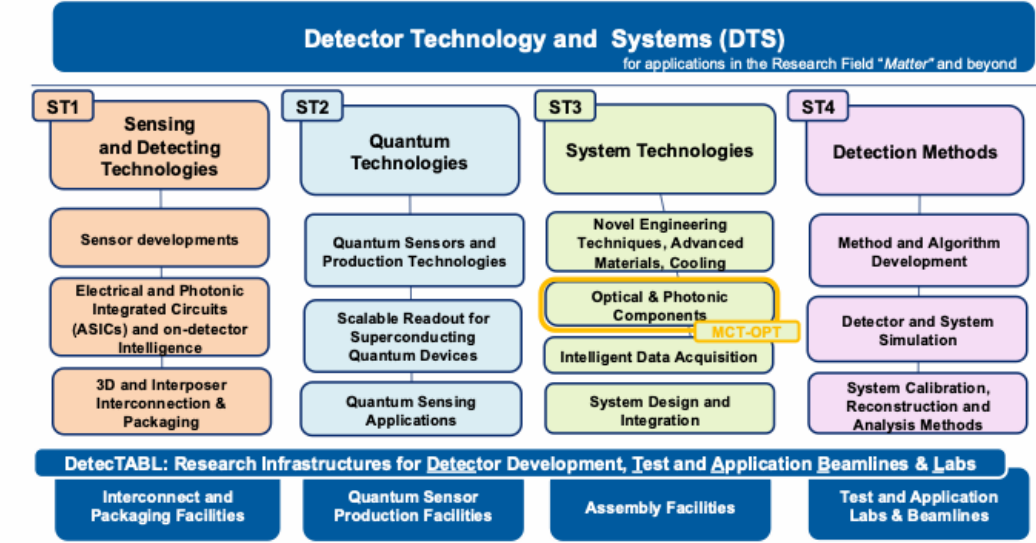 Detector Technology and Systems (DTS)
for applications in the Research Field "Matter" and beyond
ST1
Sensing
and Detecting
Technologies
Sensor developments
Electrical and Photonic
Integrated Circuits
(ASICs) and on-detector
Intelligence
3D and Interposer
Interconnection &
Packaging
ST2
Quantum
Technologies
Quantum Sensors and
Production Technologies
Scalable Readout for
Superconducting
Quantum Devices
Quantum Sensing
Applications
ST3
System Technologies
Novel Engineering
Techniques, Advanced
Materials, Cooling
Optical & Photonic
Components
MCT-OPT
Intelligent Data Acquisition
System Design and
Integration
ST4
Detection Methods
Method and Algorithm
Development
Detector and System
Simulation
System Calibration,
Reconstruction and
Analysis Methods
DetecTABL: Research Infrastructures for Detector Development, Test and Application Beamlines & Labs
Interconnect and
Packaging Facilities
Quantum Sensor
Production Facilities
Assembly Facilities
Test and Application
Labs & Beamlines